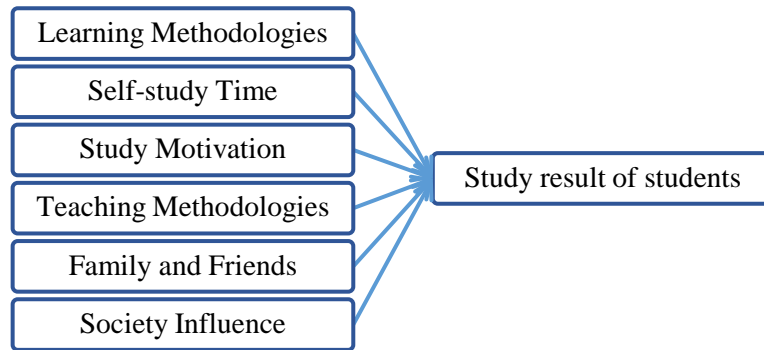 Learning Methodologies
Self-study Time
Study Motivation
Teaching Methodologies
Family and Friends
Society Influence
Study result of students